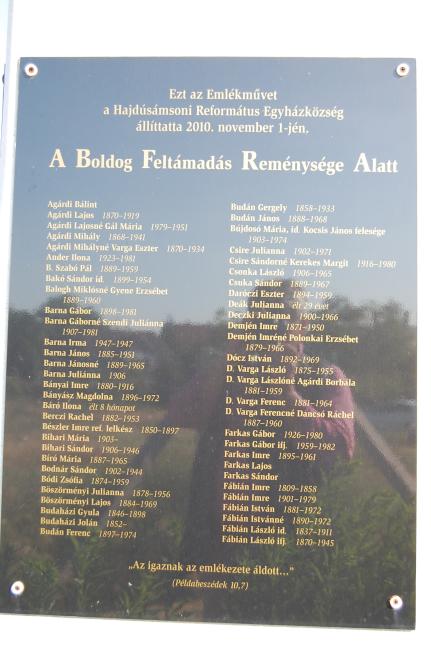 Ezt az Emlékművet
a Hajdúsámsoni Református Egyházközség
állíttatta 2010. november 1-jén.
A Boldog Feltámadás Reménysége Alatt
Agárdi Bálint
Agárdi Lajos 1870–1919
Agárdi Lajosné Gál Mária 1979–1951
Agárdi Mihály 1868–1941
Agárdi Mihályné Varga Eszter 1870–1934
Ander Ilona 1923–1981
B. Szabó Pál 1889–1959
Bakó Sándor id. 1899–1954
Balogh Miklósné Gyene Erzsébet
1889–1960
Barna Gábor 1898–1981
Barna Gáborné Szendi Juliánna
1907–1981
Barna Irma 1947–1947
Barna János 1885–1951
Barna Jánosné 1889–1965
Barna Juliánna 1906
Bányai Imre 1880–1916
Bányász Magdolna 1896–1972
Báró Ilona élt 8 hónapot
Berczi Rachel 1882–1953
Bészler Imre ref. lelkész 1850–1897
Bihari Mária 1903–
Bihari Sándor 1906–1946
Bíró Mária 1887–1965
Bodnár Sándor 1902–1944
Bódi Zsófia 1874–1959
Böszörményi Julianna 1878–1956
Böszörményi Lajos 1884–1969
Budaházi Gyula 1846–1898
Budaházi Jolán 1852–
Budán Ferenc 1897–1974
Budán Gergely 1858–1933
Budán János 1888–1968
Bújdosó Mária, id. Kocsis János felesége
1903–1974
Csire Julianna 1902–1971
Csire Sándorné Kerekes Margit 1916–1980
Csonka László 1906–1965
Csuka Sándor 1889–1967
Daróczi Eszter 1894–1959
Deák Julianna élt 29 évet
Deczki Julianna 1900–1966
Demjén Imre 1871–1950
Demjén Imréné Polonkai Erzsébet
1879–1966
Dócz István 1892–1969
D. Varga László 1875–1955
D. Varga Lászlóné Agárdi Borbála
1881–1959
D. Varga Ferenc 1881–1964
D. Varga Ferencné Dancsó Ráchel
1887–1960
Farkas Gábor 1926–1980
Farkas Gábor ifj. 1959–1982
Farkas Imre 1895–1961
Farkas Lajos
Farkas Sándor
Fábián Imre 1809–1858
Fábián Imre 1901–1979
Fábián István 1881–1972
Fábián Istvánné 1890–1972
Fábián László id. 1837–1911
Fábián László ifj. 1870–1945
„Az igaznak az emlékezete áldott…”
(Példabeszédek 10,7)